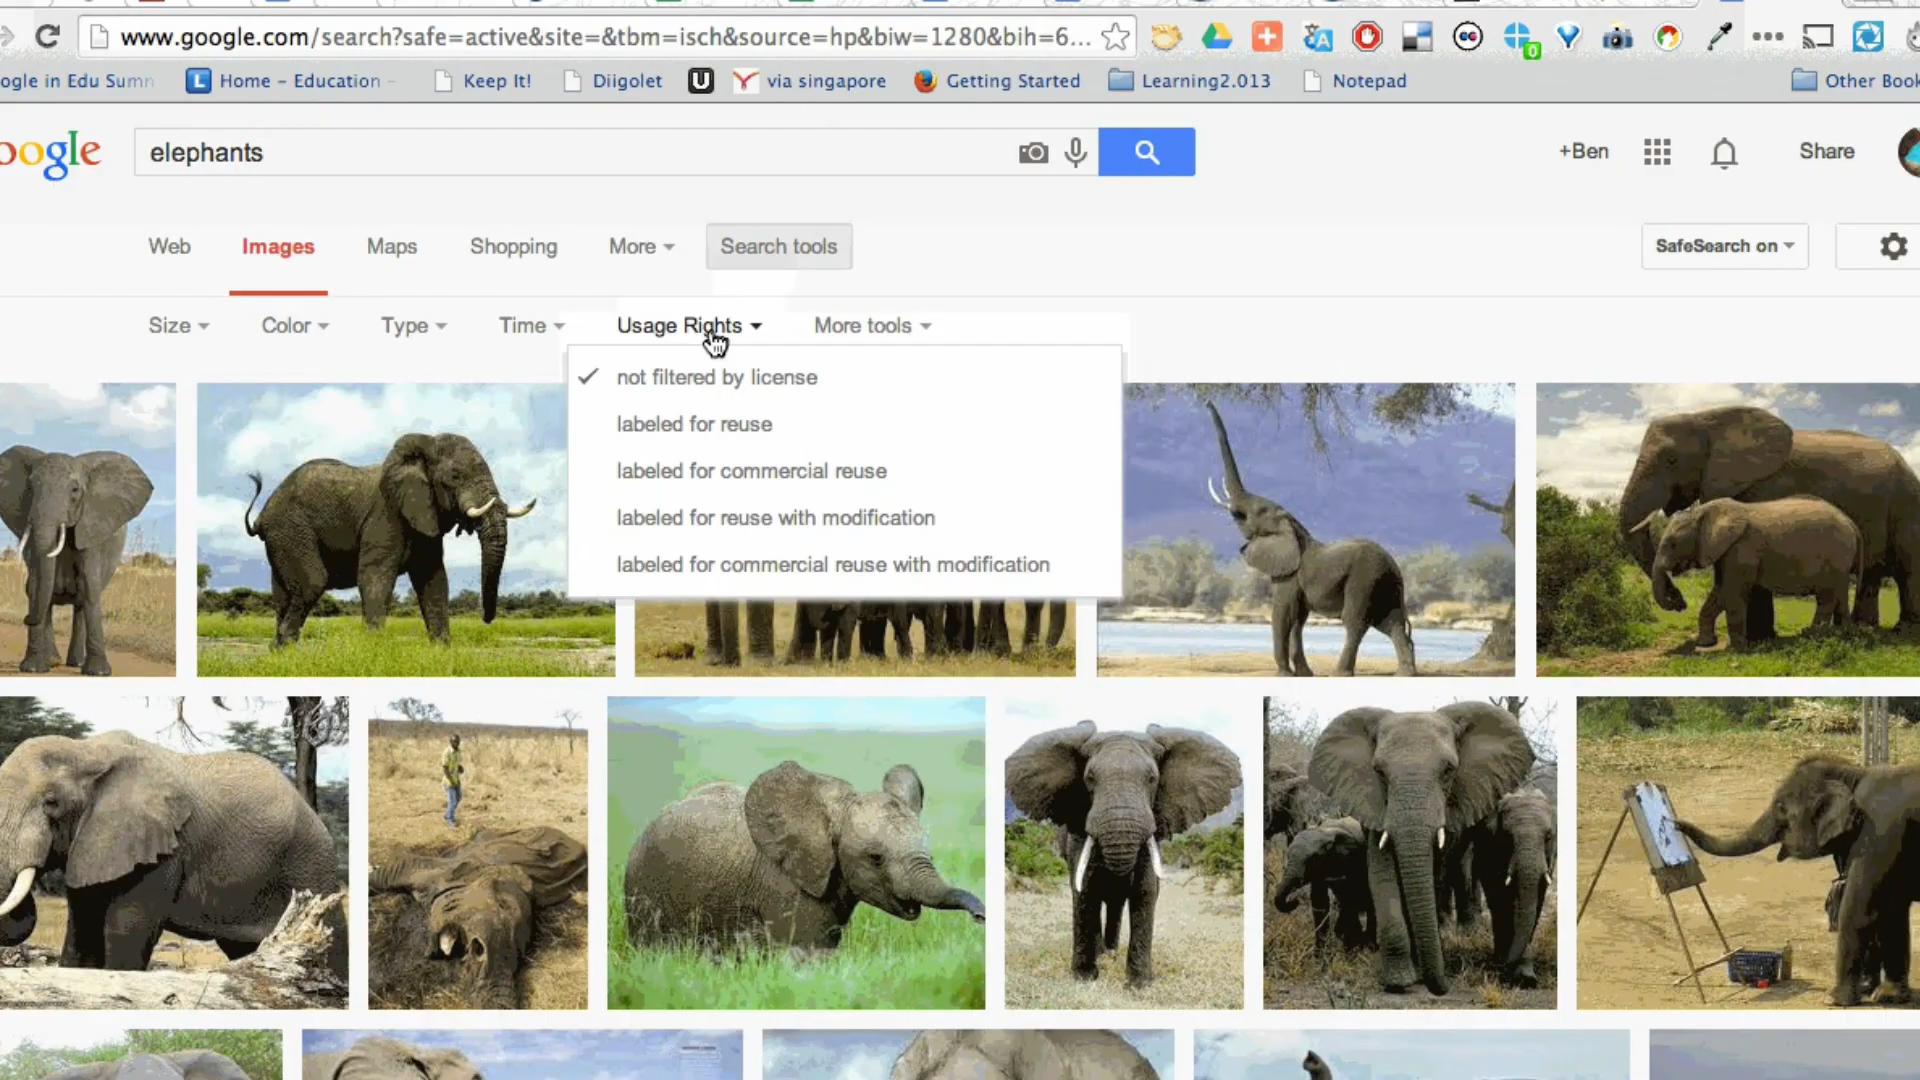 www.google.com/search?safe=active&site=&tbm=isch&source=hp&biw=1280&bih=6...
0
ogle in Edu Sumn
Home – Education –
Keep It!
Diigolet
via singapore
Getting Started
Learning2.013
Notepad
Other Book
oogle
elephants
+Ben
Share
Web
Images
Maps
Shopping
More
Search tools
SafeSearch on
Size
Color
Type
Time
Usage Rights
More tools
not filtered by license
labeled for reuse
labeled for commercial reuse
labeled for reuse with modification
labeled for commercial reuse with modification